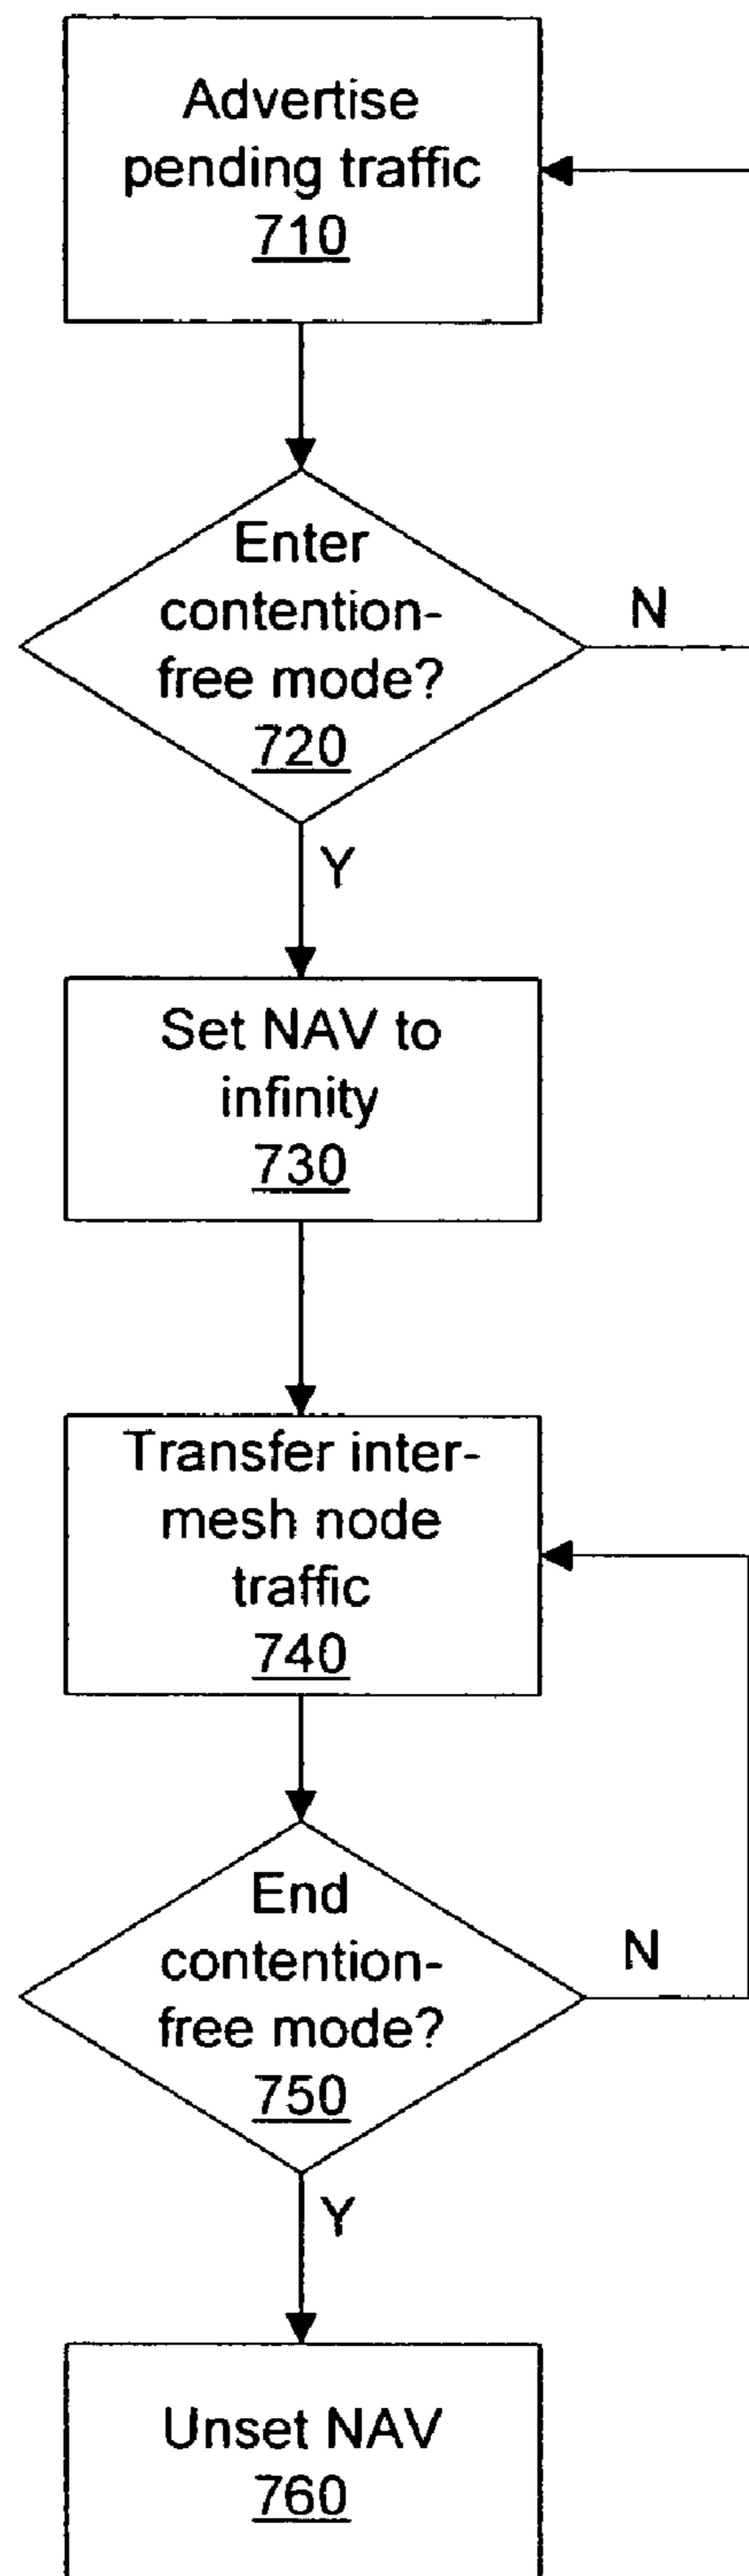 Advertise
pending traffic
710
Enter
contention-
free mode?
720
N
Y
Set NAV to
infinity
730
Transfer inter-
mesh node
traffic
740
End
contention-
free mode?
750
N
Y
Unset NAV
760